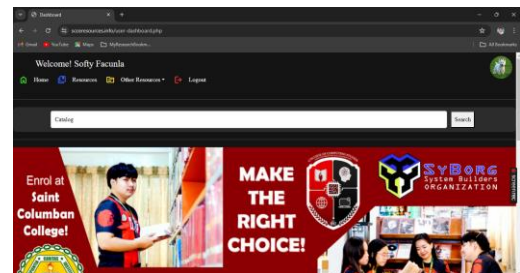 Dashboard
sccresources.info/user-dashboard.php
Gmail YouTube Maps All Bookmarks
Welcome! Softy Facunla
Home Resources Other Resources Logout
Catalog Search
Enrol at
Saint
Columban
College!
MAKE
THE
RIGHT
CHOICE!
SYBORG
System Builders
ORGANIZATION